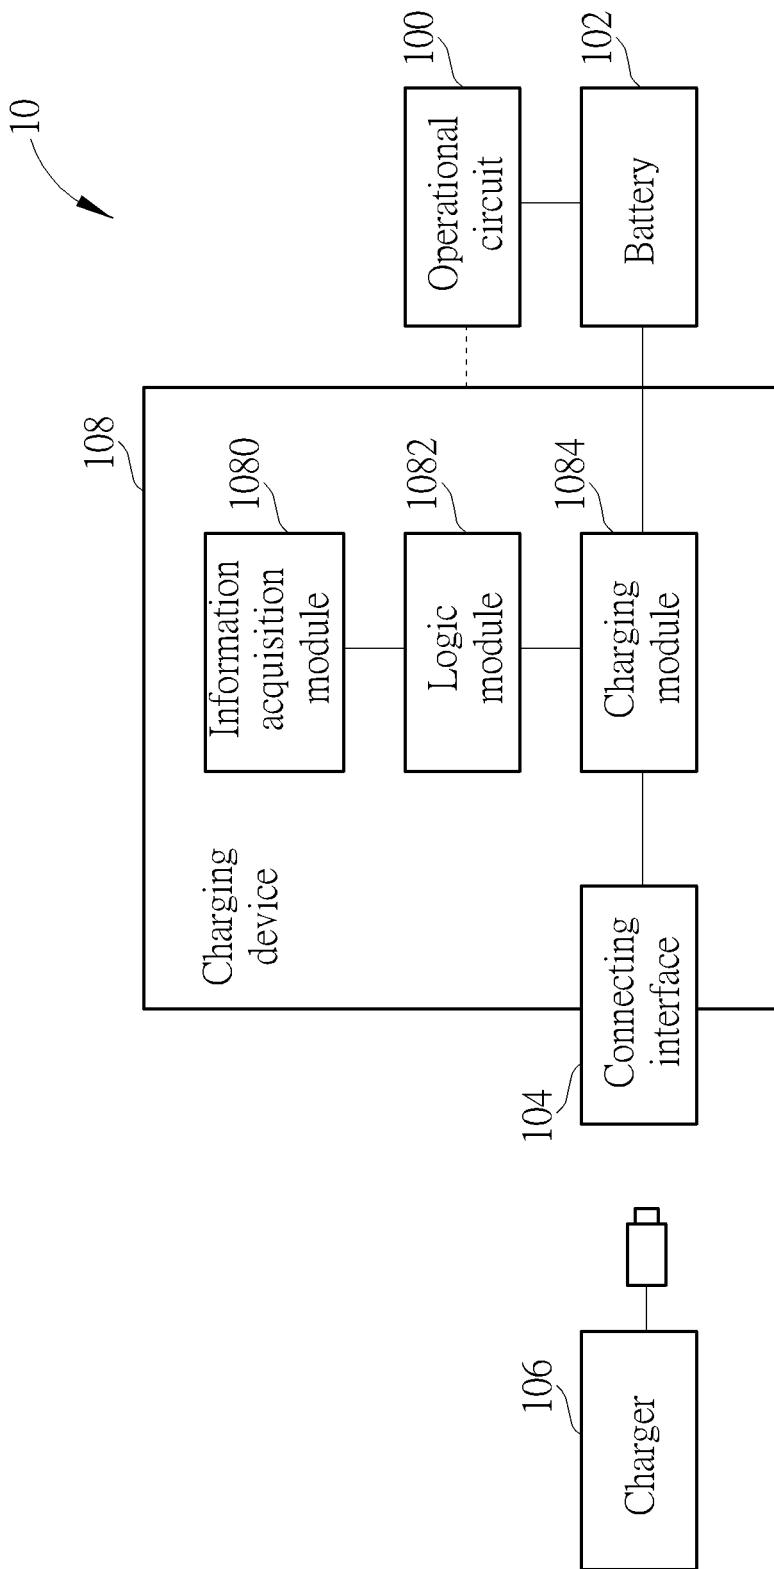 10
108
Charging
device
1080
Information
acquisition
module
1082
Logic
module
100
Operational
circuit
106
Charger
104
Connecting
interface
1084
Charging
module
102
Battery